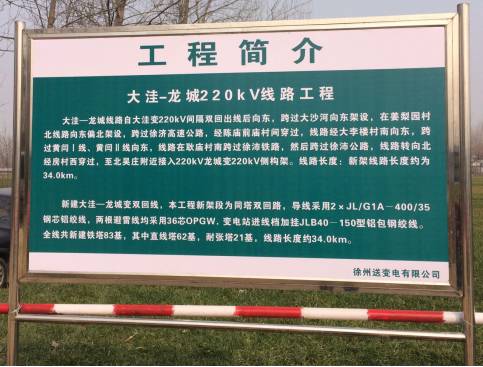 工程简介
大洼-龙城220kV线路工程
大洼—龙城线路自大洼变220kV间隔双回出线后向东，跨过大沙河向东架设，在姜梨园村
北线路向东偏北架设，跨过徐济高速公路，经陈庙前庙村间穿过，线路经大李楼村南向东，跨
过黄闫Ⅰ线、黄闫Ⅱ线向东，线路在耿庙村南跨过徐沛铁路，然后跨过徐沛公路，线路转向北
经房村西穿过，至北吴庄附近接入220kV龙城变220kV侧构架。线路长度：新架线路长度约为
34.0km。
新建大洼—龙城变双回线，本工程新架段为同塔双回路，导线采用2×JL/G1A-400/35
钢芯铝绞线，两根避雷线均采用36芯OPGW，变电站进线档加挂JLB40-150型铝包钢绞线。
全线共新建铁塔83基，其中直线塔62基，耐张塔21基，线路长度约34.0km。
徐州送变电有限公司